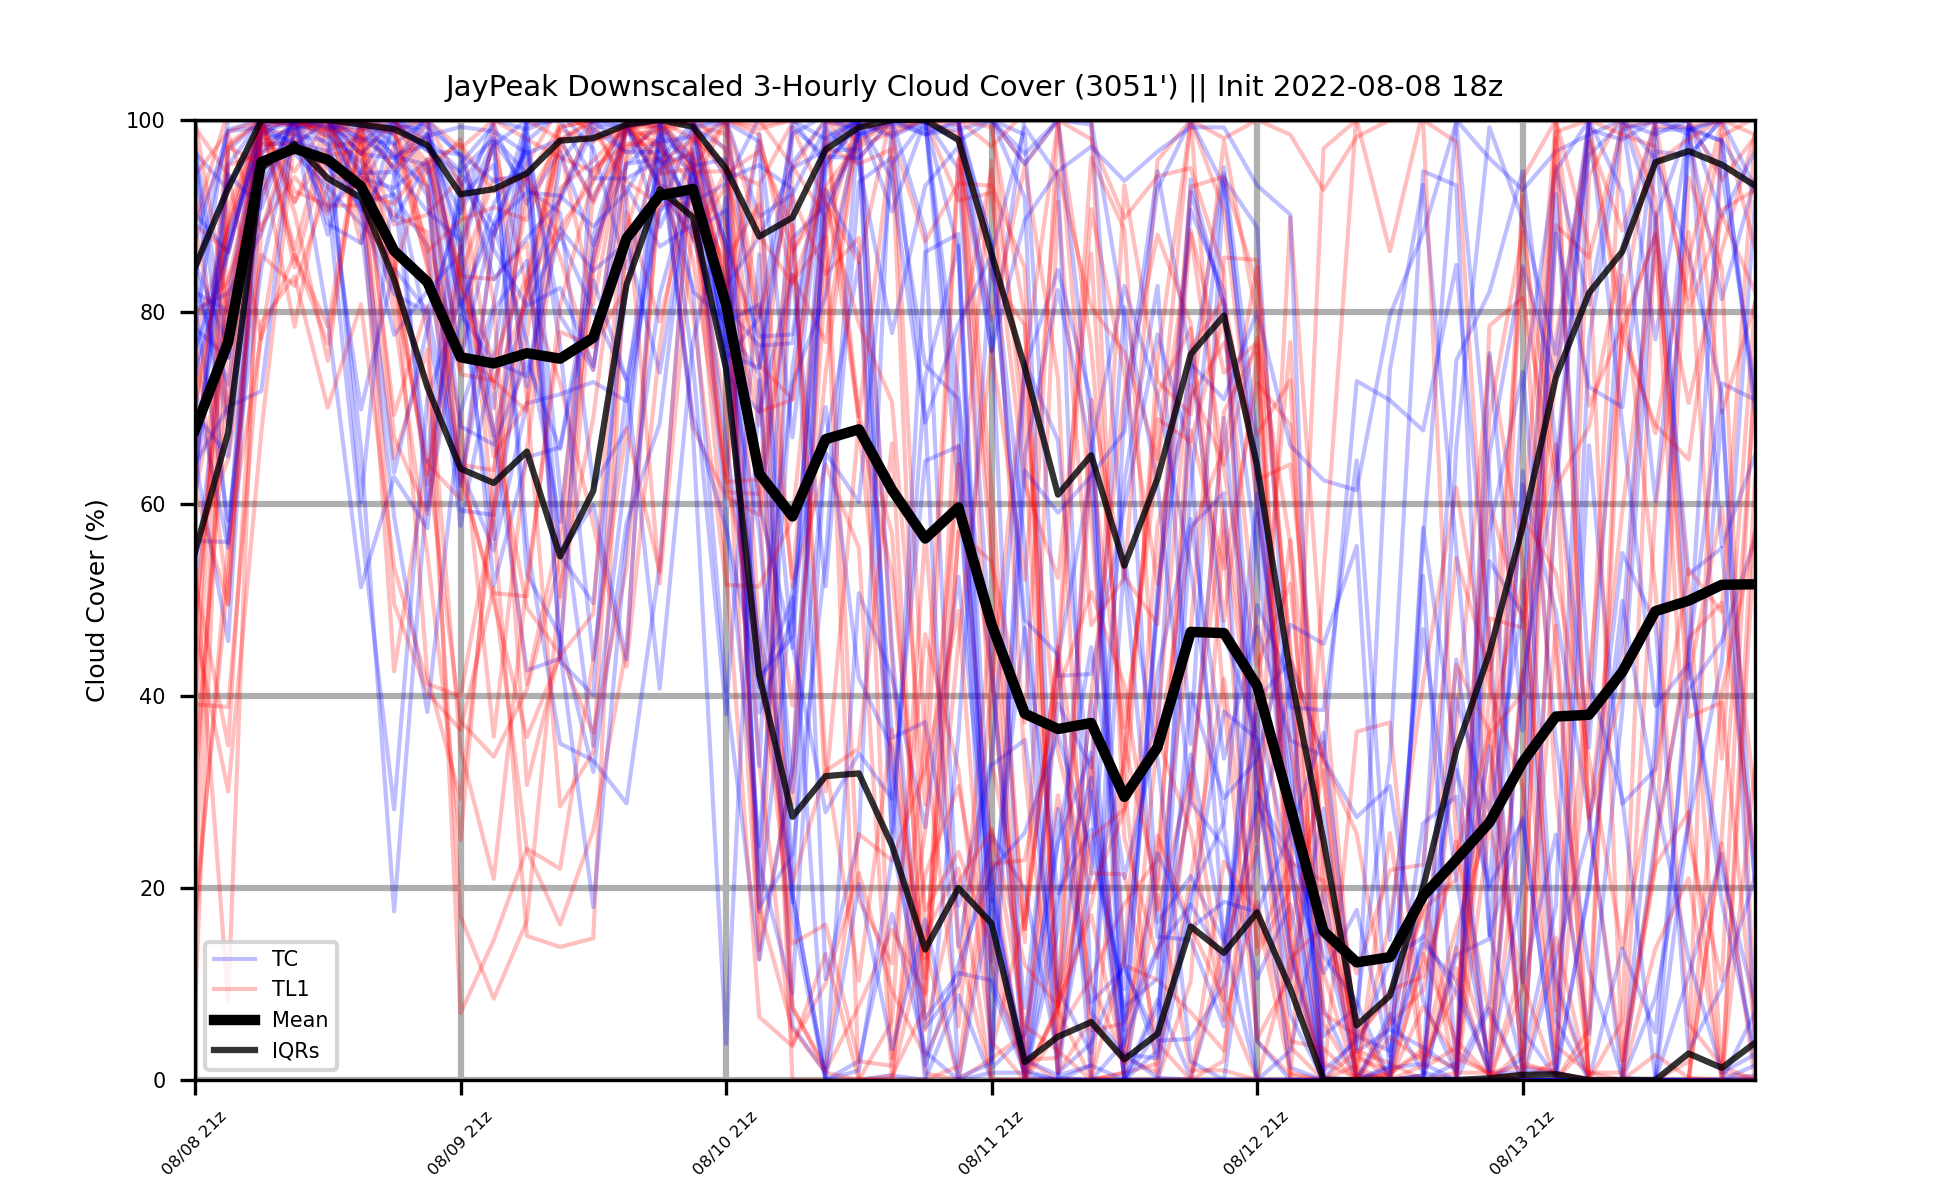 JayPeak Downscaled 3-Hourly Cloud Cover (3051') || Init 2022-08-08 18z
Cloud Cover (%)
100
80
60
40
20
0
TC
TL1
Mean
IQRs
08/08 21z
08/09 21z
08/10 21z
08/11 21z
08/12 21z
08/13 21z